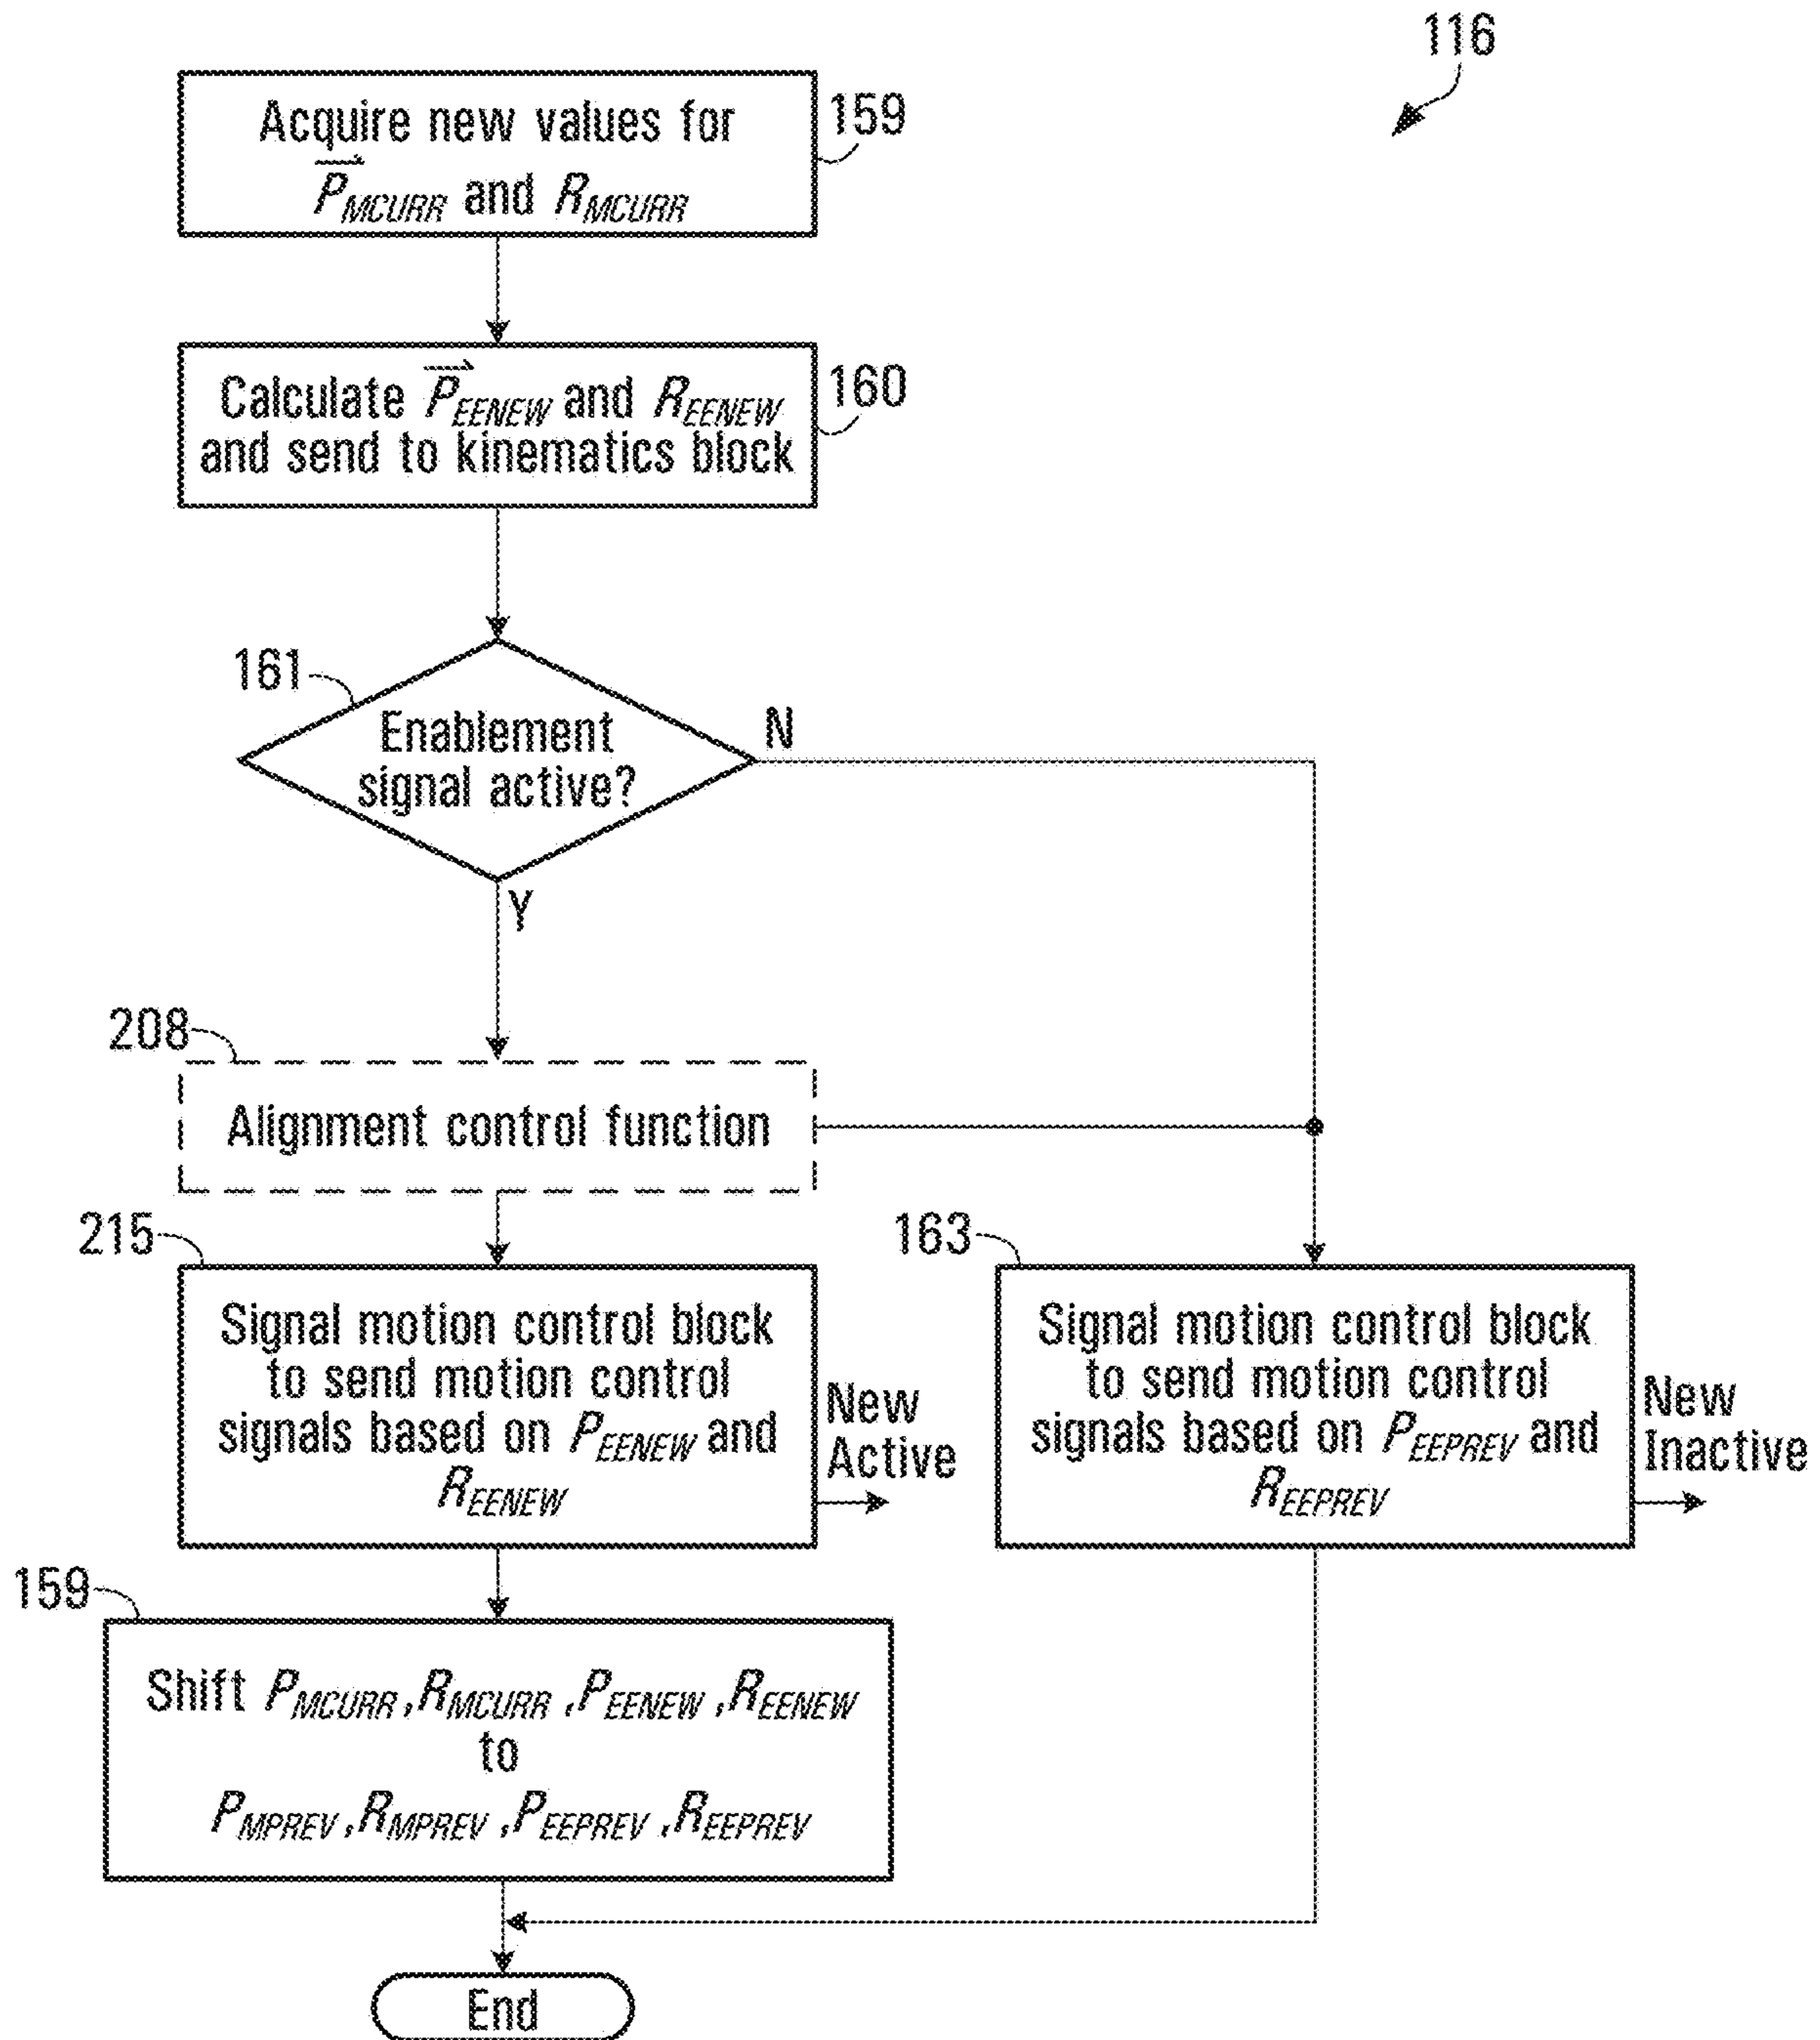 116
Acquire new values for
P⃗MCURR and RMCURR
159
Calculate P⃗EENEW and REENEW
and send to kinematics block
160
161
Enablement
signal active?
N
Y
208
Alignment control function
215
Signal motion control block
to send motion control
signals based on PEENEW and
REENEW
New
Active
163
Signal motion control block
to send motion control
signals based on PEEPREV and
REEPREV
New
Inactive
159
Shift PMCURR,RMCURR,PEENEW,REENEW
to
PMPREV,RMPREV,PEEPREV,REEPREV
End